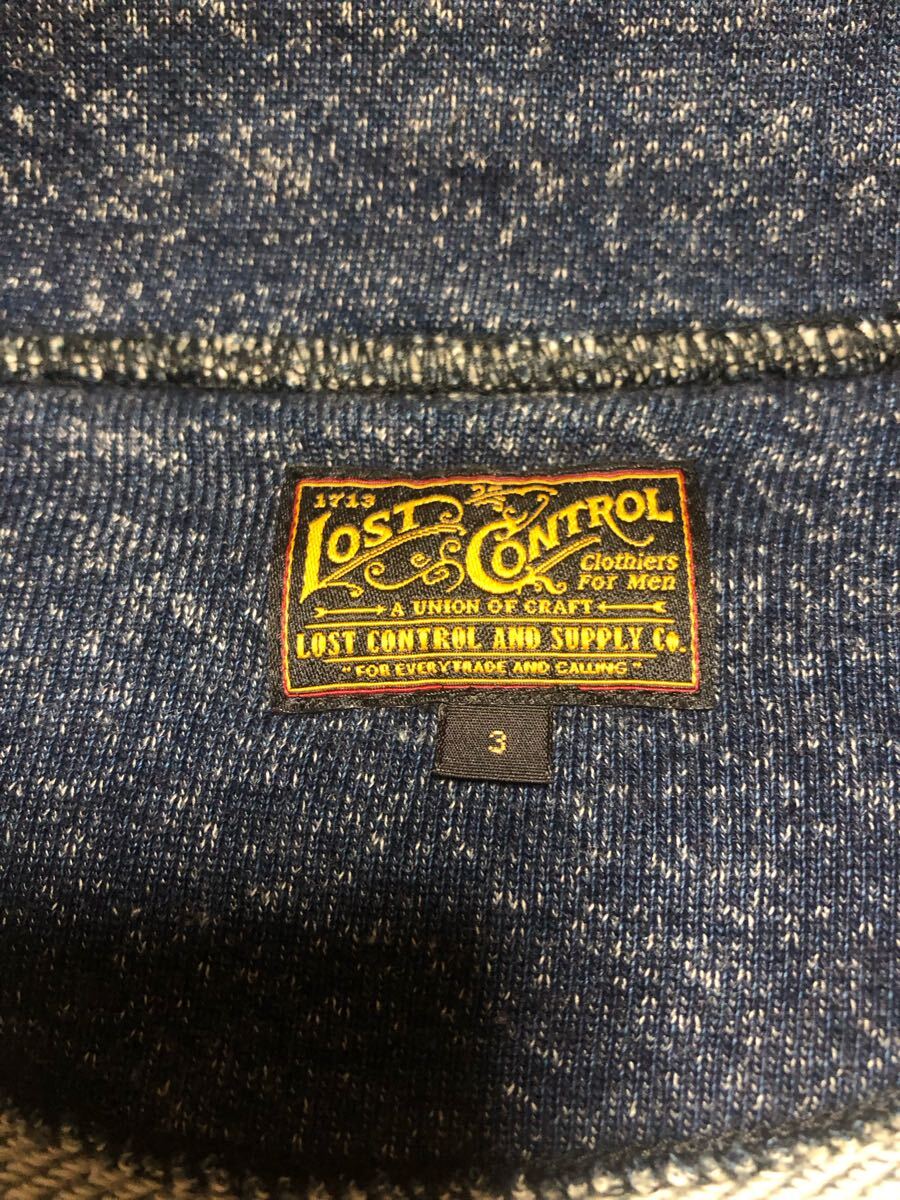 1713
LOST CONTROL
Clothiers
For Men
A UNION OF CRAFT
LOST CONTROL AND SUPPLY Co.
"FOR EVERY TRADE AND CALLING"
3